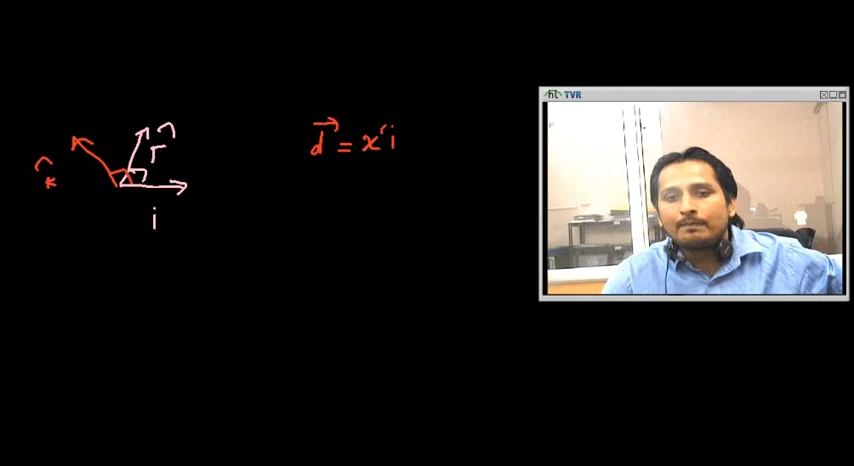 r̂
d⃗ = x'i
k̂
i
TVR